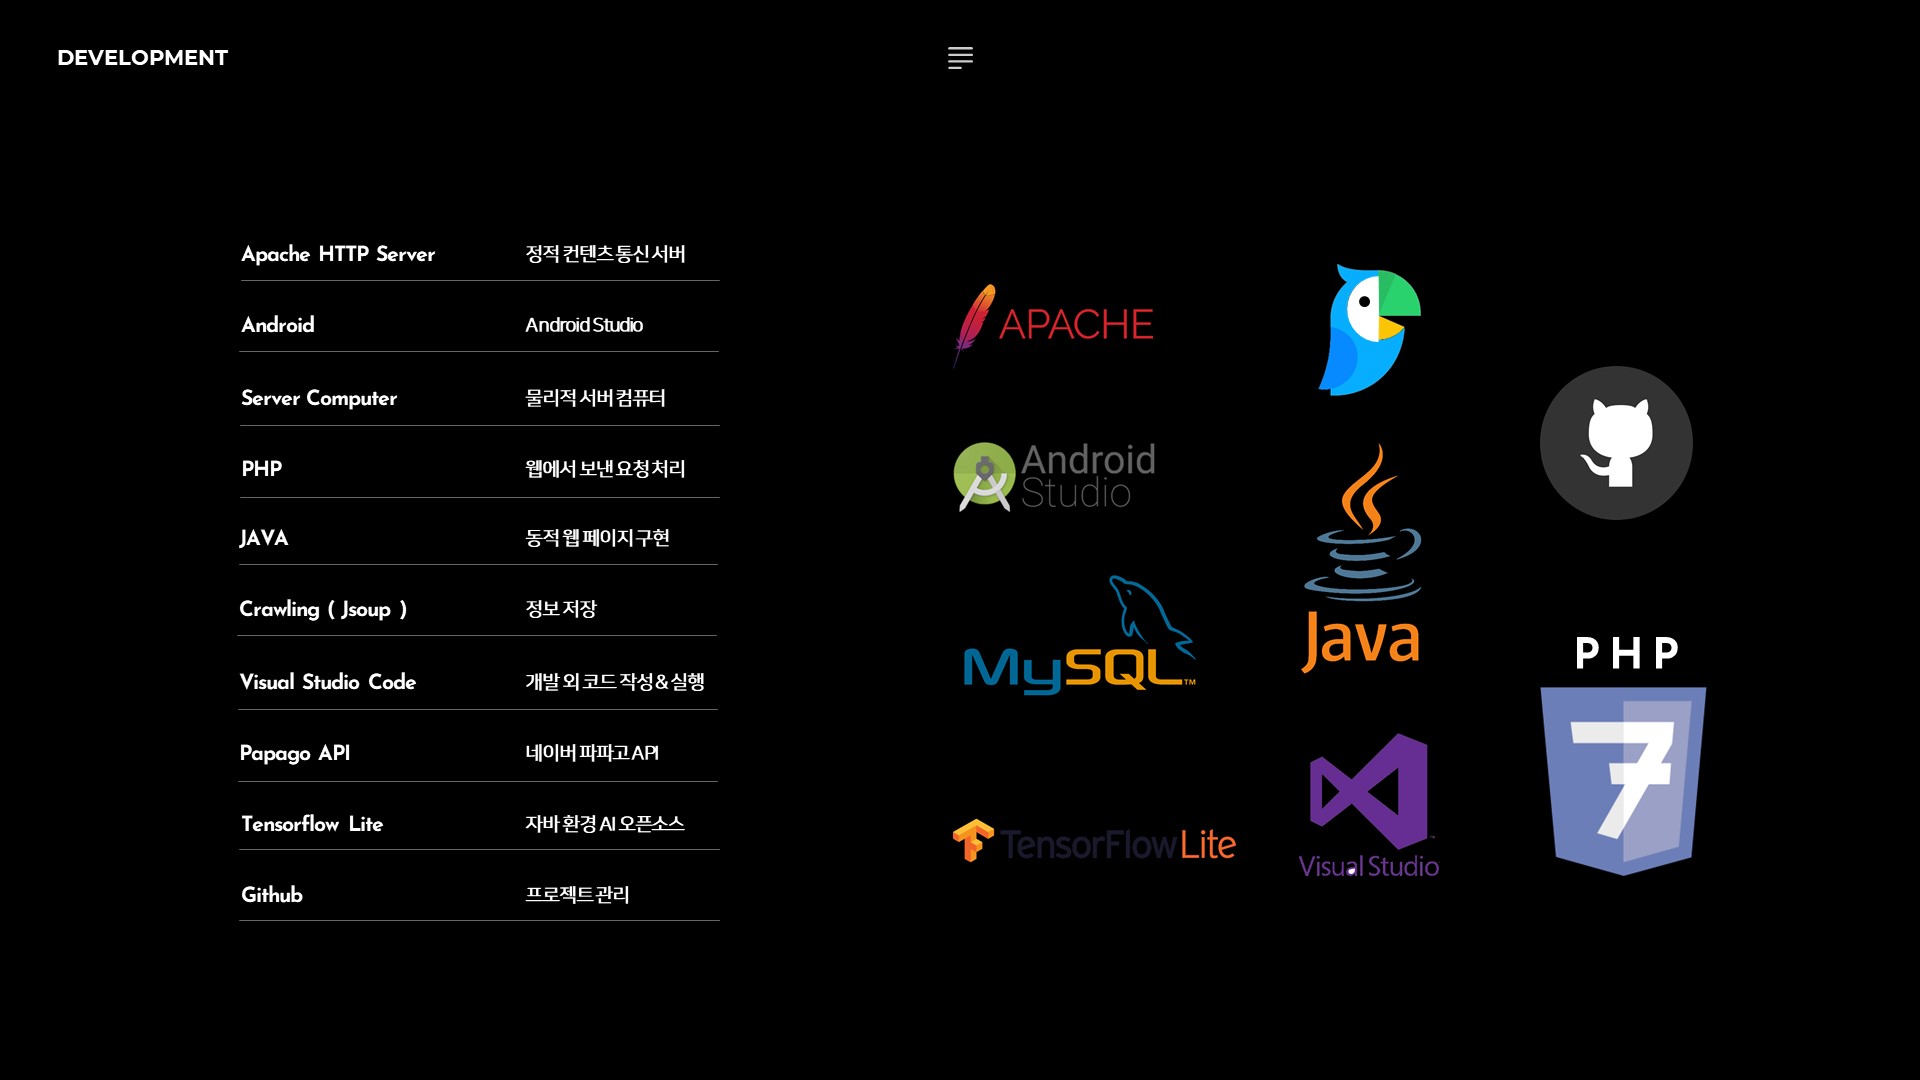 DEVELOPMENT
Apache HTTP Server 정적 컨텐츠 통신 서버
Android Android Studio
Server Computer 물리적 서버 컴퓨터
PHP 웹에서 보낸 요청 처리
JAVA 동적 웹 페이지 구현
Crawling ( Jsoup ) 정보 저장
Visual Studio Code 개발 외 코드 작성 & 실행
Papago API 네이버 파파고 API
Tensorflow Lite 자바 환경 AI 오픈소스
Github 프로젝트 관리
APACHE
Android
Studio
MySQL™
TensorFlow Lite
Java
Visual Studio
PHP
7